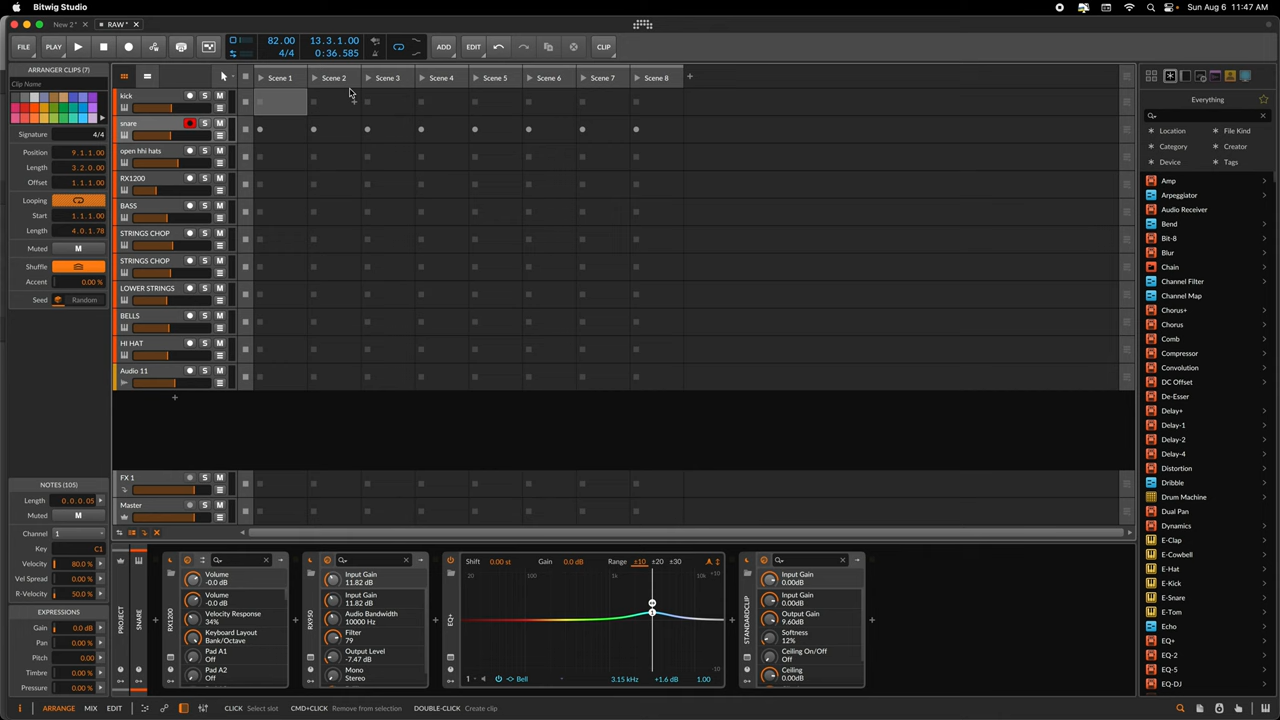 Bitwig Studio
Sun Aug 6 11:47 AM
New 2*
RAW*
FILE
PLAY
82.00
4/4
13.3.1.00
0:36.585
ADD
EDIT
CLIP
ARRANGER CLIPS (7)
Clip Name
Signature 4/4
Position 9.1.1.00
Length 3.2.0.00
Offset 1.1.1.00
Looping
Start 1.1.1.00
Length 4.0.1.78
Muted M
Shuffle
Accent 0.00 %
Seed Random
Scene 1 Scene 2 Scene 3 Scene 4 Scene 5 Scene 6 Scene 7 Scene 8
kick S M
snare S M
open hhi hats S M
RX1200 S M
BASS S M
STRINGS CHOP S M
STRINGS CHOP S M
LOWER STRINGS S M
BELLS S M
HI HAT S M
Audio 11 S M
FX 1 S M
Master S M
NOTES (105)
Length 0.0.0.05
Muted M
Channel 1
Key C1
Velocity 80.0 %
Vel Spread 0.00 %
R-Velocity 50.0 %
EXPRESSIONS
Gain 0.0 dB
Pan 0.00 %
Pitch 0.00
Timbre 0.00 %
Pressure 0.00 %
PROJECT
SNARE
RX1200
Volume
-0.0 dB
Volume
-0.0 dB
Velocity Response
34%
Keyboard Layout
Bank/Octave
Pad A1
Off
Pad A2
Off
RX950
Input Gain
11.82 dB
Input Gain
11.82 dB
Audio Bandwidth
10000 Hz
Filter
79
Output Level
-7.47 dB
Mono
Stereo
EQ+
Shift 0.00 st Gain 0.0 dB Range ±10 ±20 ±30
20 100 1k 10k +10
-10
1 Bell 3.15 kHz +1.6 dB 1.00
STANDARDCLIP
Input Gain
0.00dB
Input Gain
0.00dB
Output Gain
9.60dB
Softness
12%
Ceiling On/Off
Off
Ceiling
0.00dB
Everything
Location File Kind
Category Creator
Device Tags
Amp
Arpeggiator
Audio Receiver
Bend
Bit-8
Blur
Chain
Channel Filter
Channel Map
Chorus+
Chorus
Comb
Compressor
Convolution
DC Offset
De-Esser
Delay+
Delay-1
Delay-2
Delay-4
Distortion
Dribble
Drum Machine
Dual Pan
Dynamics
E-Clap
E-Cowbell
E-Hat
E-Kick
E-Snare
E-Tom
Echo
EQ+
EQ-2
EQ-5
EQ-DJ
i ARRANGE MIX EDIT CLICK Select slot CMD+CLICK Remove from selection DOUBLE-CLICK Create clip